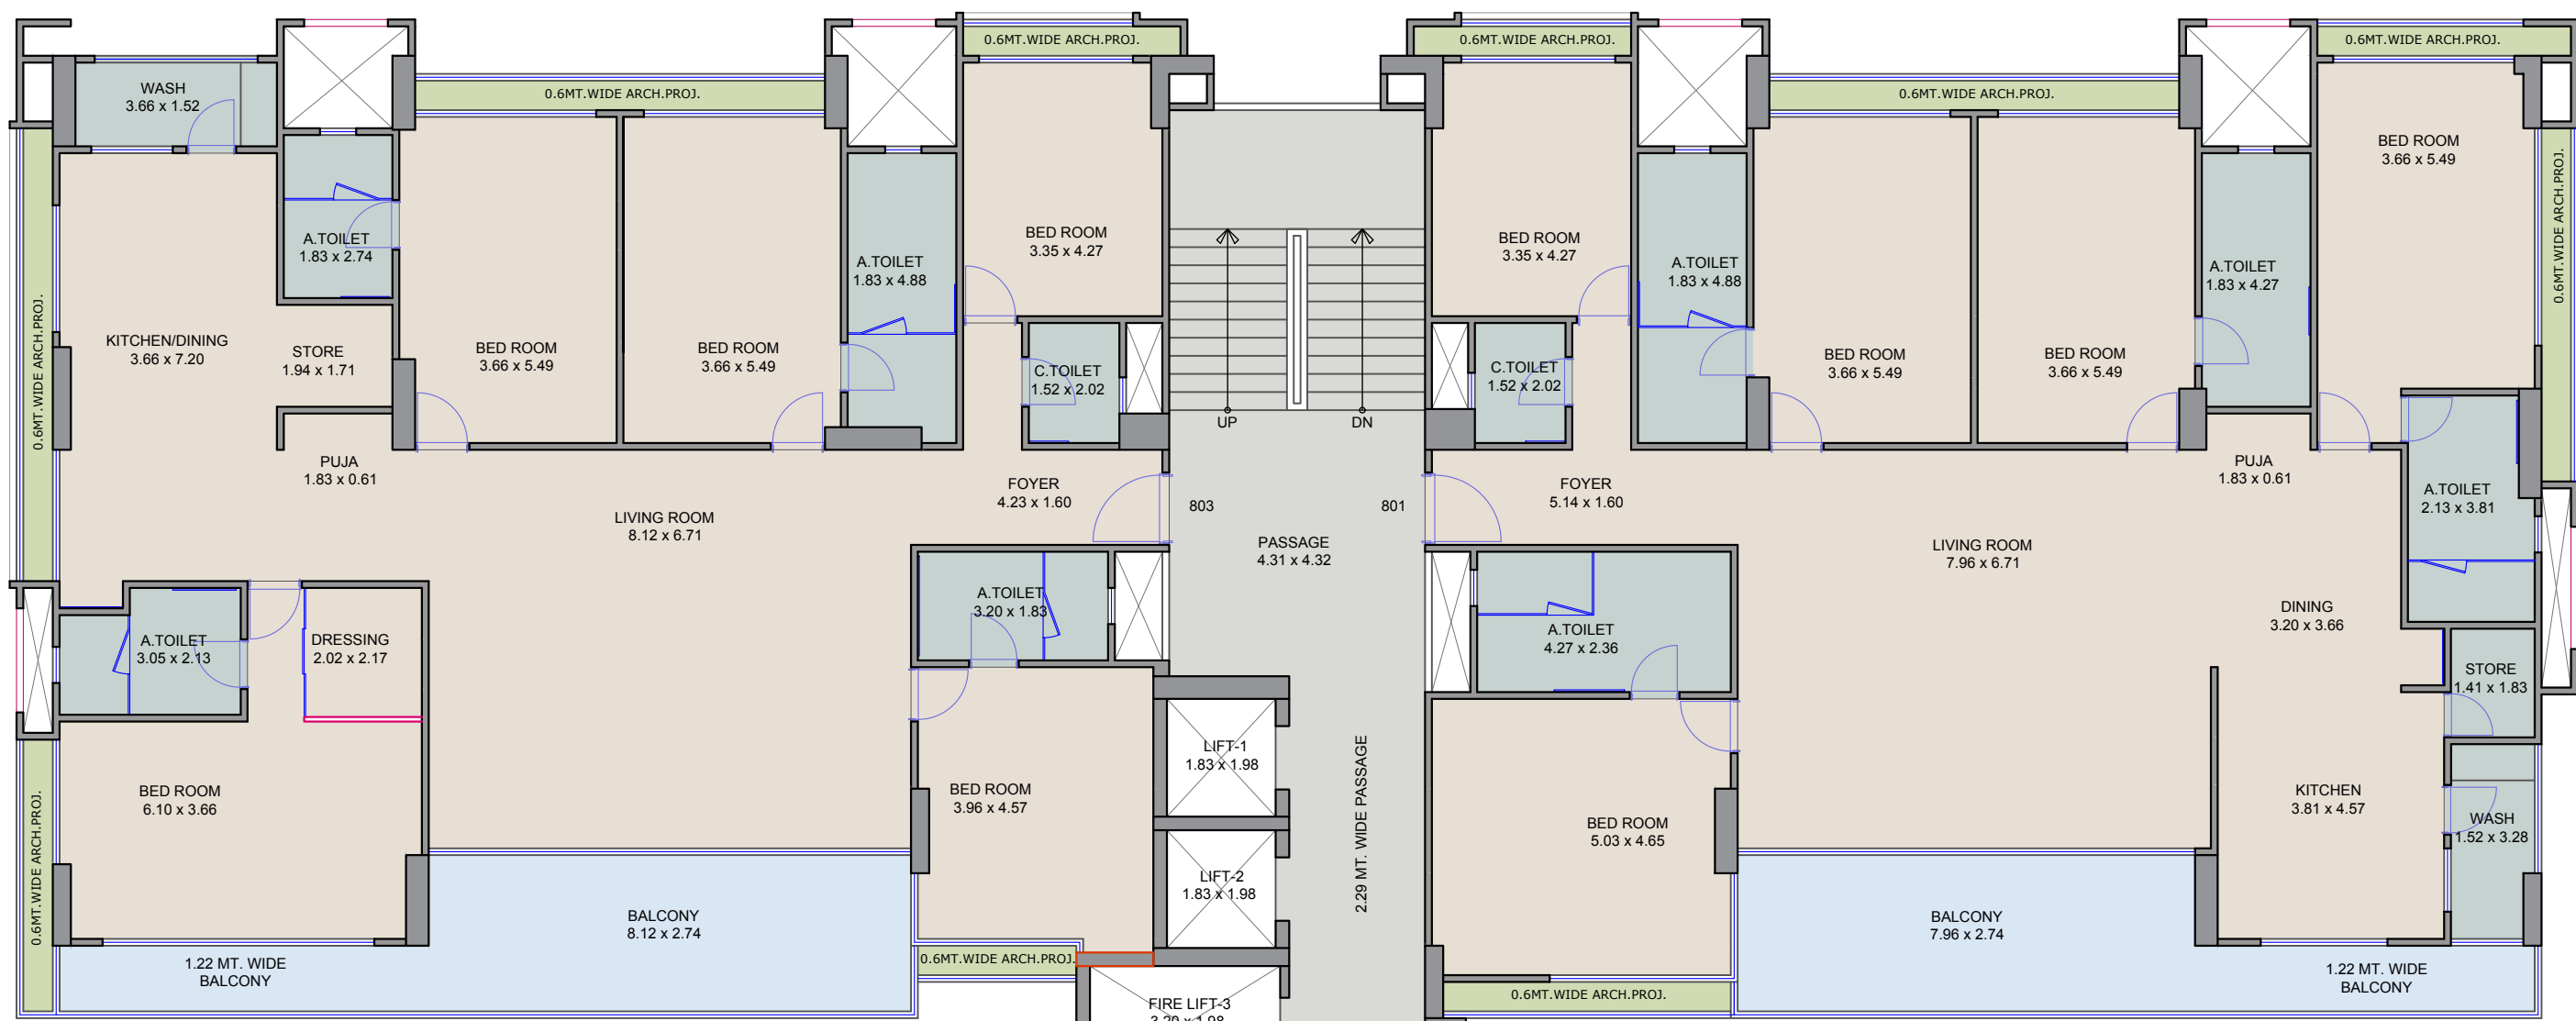 0.6MT.WIDE ARCH.PROJ.
0.6MT.WIDE ARCH.PROJ.
0.6MT.WIDE ARCH.PROJ.
WASH
3.66 x 1.52
0.6MT.WIDE ARCH.PROJ.
0.6MT.WIDE ARCH.PROJ.
BED ROOM
3.66 x 5.49
0.6MT.WIDE ARCH.PROJ.
A.TOILET
1.83 x 2.74
A.TOILET
1.83 x 4.88
BED ROOM
3.35 x 4.27
BED ROOM
3.35 x 4.27
A.TOILET
1.83 x 4.88
A.TOILET
1.83 x 4.27
0.6MT.WIDE ARCH.PROJ.
KITCHEN/DINING
3.66 x 7.20
STORE
1.94 x 1.71
BED ROOM
3.66 x 5.49
BED ROOM
3.66 x 5.49
C.TOILET
1.52 x 2.02
C.TOILET
1.52 x 2.02
BED ROOM
3.66 x 5.49
BED ROOM
3.66 x 5.49
UP
DN
PUJA
1.83 x 0.61
FOYER
4.23 x 1.60
803
801
FOYER
5.14 x 1.60
PUJA
1.83 x 0.61
A.TOILET
2.13 x 3.81
LIVING ROOM
8.12 x 6.71
PASSAGE
4.31 x 4.32
LIVING ROOM
7.96 x 6.71
A.TOILET
3.20 x 1.83
DINING
3.20 x 3.66
A.TOILET
3.05 x 2.13
DRESSING
2.02 x 2.17
A.TOILET
4.27 x 2.36
STORE
1.41 x 1.83
LIFT-1
1.83 x 1.98
2.29 MT. WIDE PASSAGE
BED ROOM
6.10 x 3.66
BED ROOM
3.96 x 4.57
BED ROOM
5.03 x 4.65
KITCHEN
3.81 x 4.57
WASH
1.52 x 3.28
0.6MT.WIDE ARCH.PROJ.
LIFT-2
1.83 x 1.98
BALCONY
8.12 x 2.74
BALCONY
7.96 x 2.74
0.6MT.WIDE ARCH.PROJ.
1.22 MT. WIDE
BALCONY
1.22 MT. WIDE
BALCONY
0.6MT.WIDE ARCH.PROJ.
FIRE LIFT-3
3.20 x 1.98